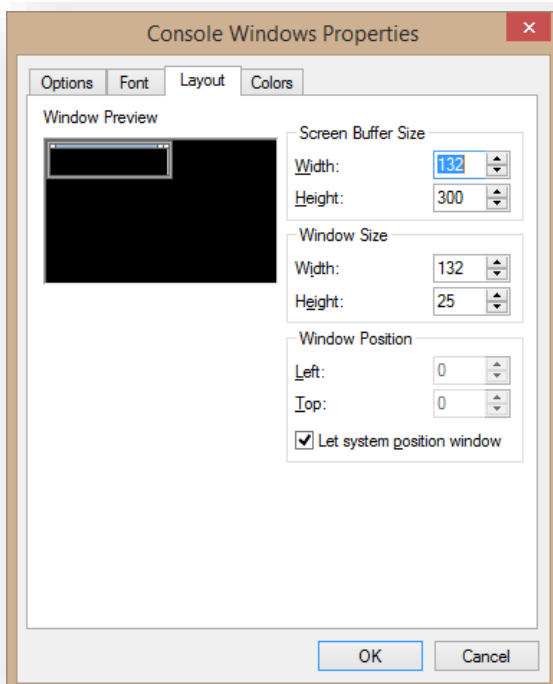 Console Windows Properties
Options Font Layout Colors
Window Preview
Screen Buffer Size
Width: 132
Height: 300
Window Size
Width: 132
Height: 25
Window Position
Left: 0
Top: 0
Let system position window
OK Cancel